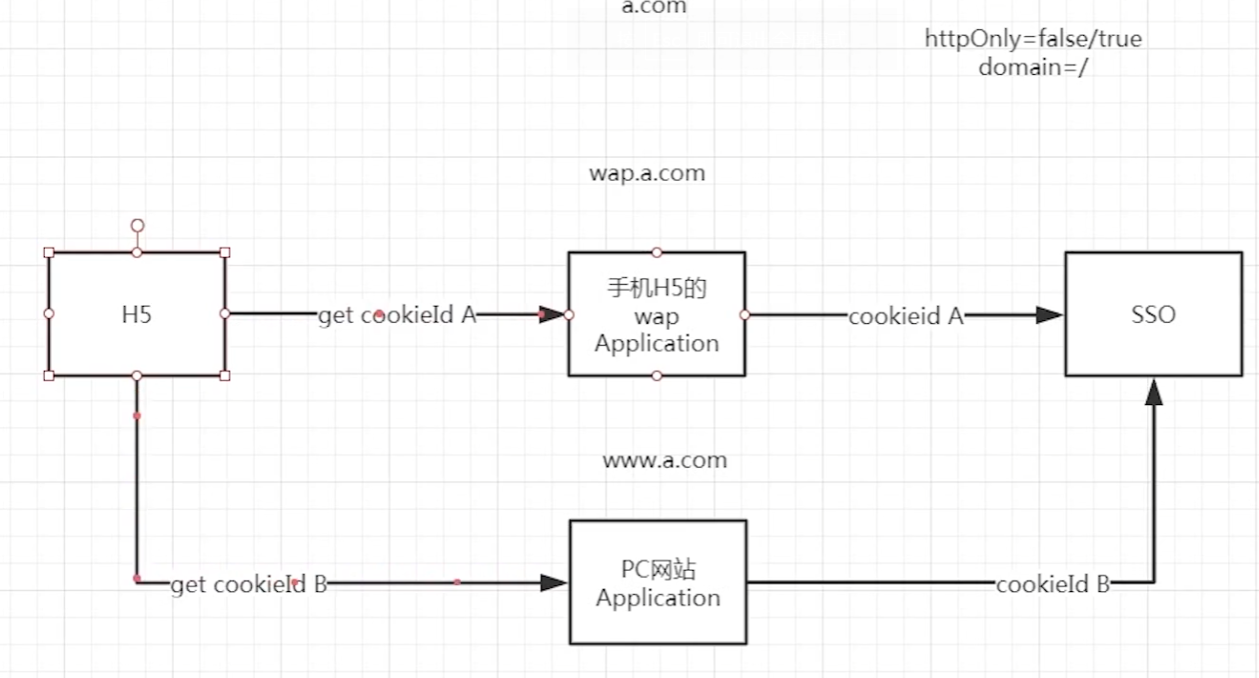 a.com
httpOnly=false/true
domain=/
wap.a.com
H5
get cookieId A
手机H5的
wap
Application
cookieid A
SSO
www.a.com
get cookieId B
PC网站
Application
cookieId B